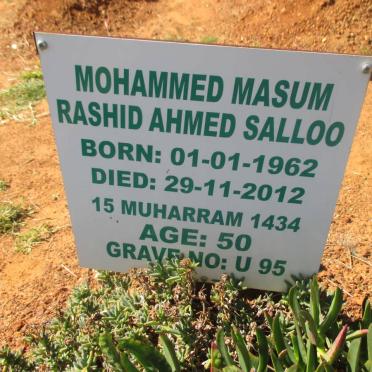 MOHAMMED MASUM
RASHID AHMED SALLOO
BORN: 01-01-1962
DIED: 29-11-2012
15 MUHARRAM 1434
AGE: 50
GRAVE NO: U 95